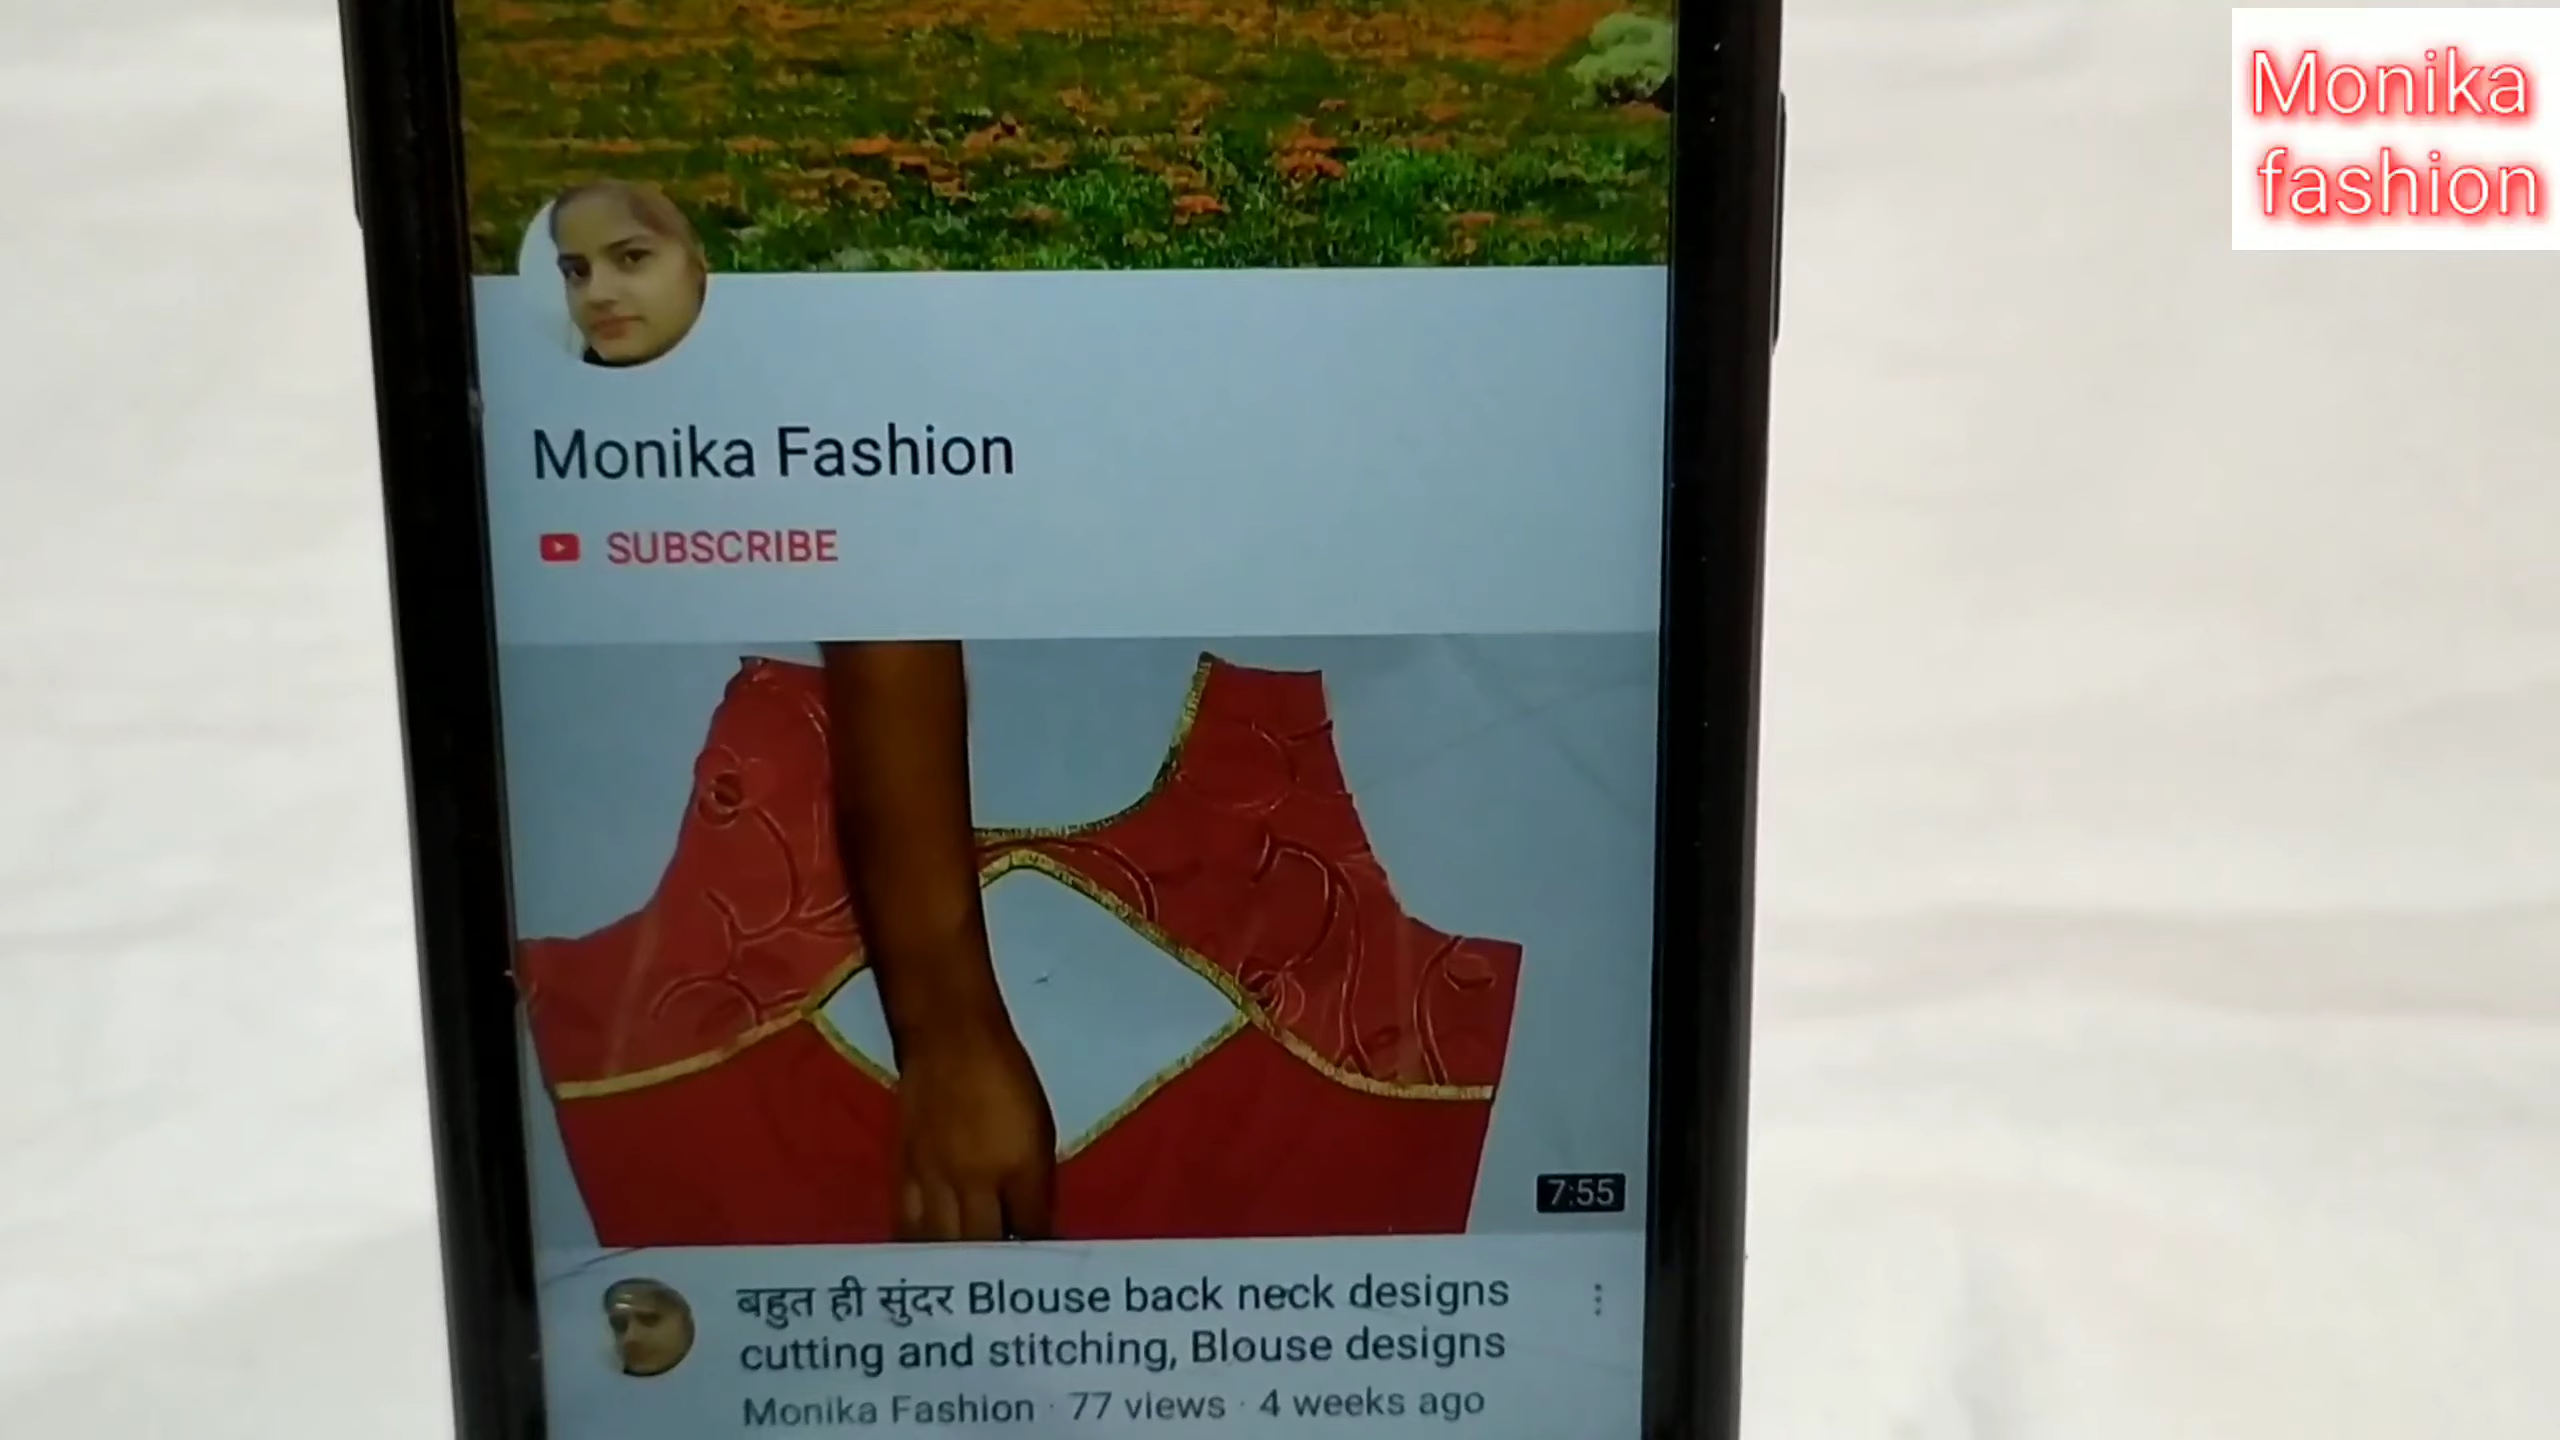 Monika
fashion
Monika Fashion
SUBSCRIBE
7:55
बहुत ही सुंदर Blouse back neck designs
cutting and stitching, Blouse designs
Monika Fashion · 77 views · 4 weeks ago